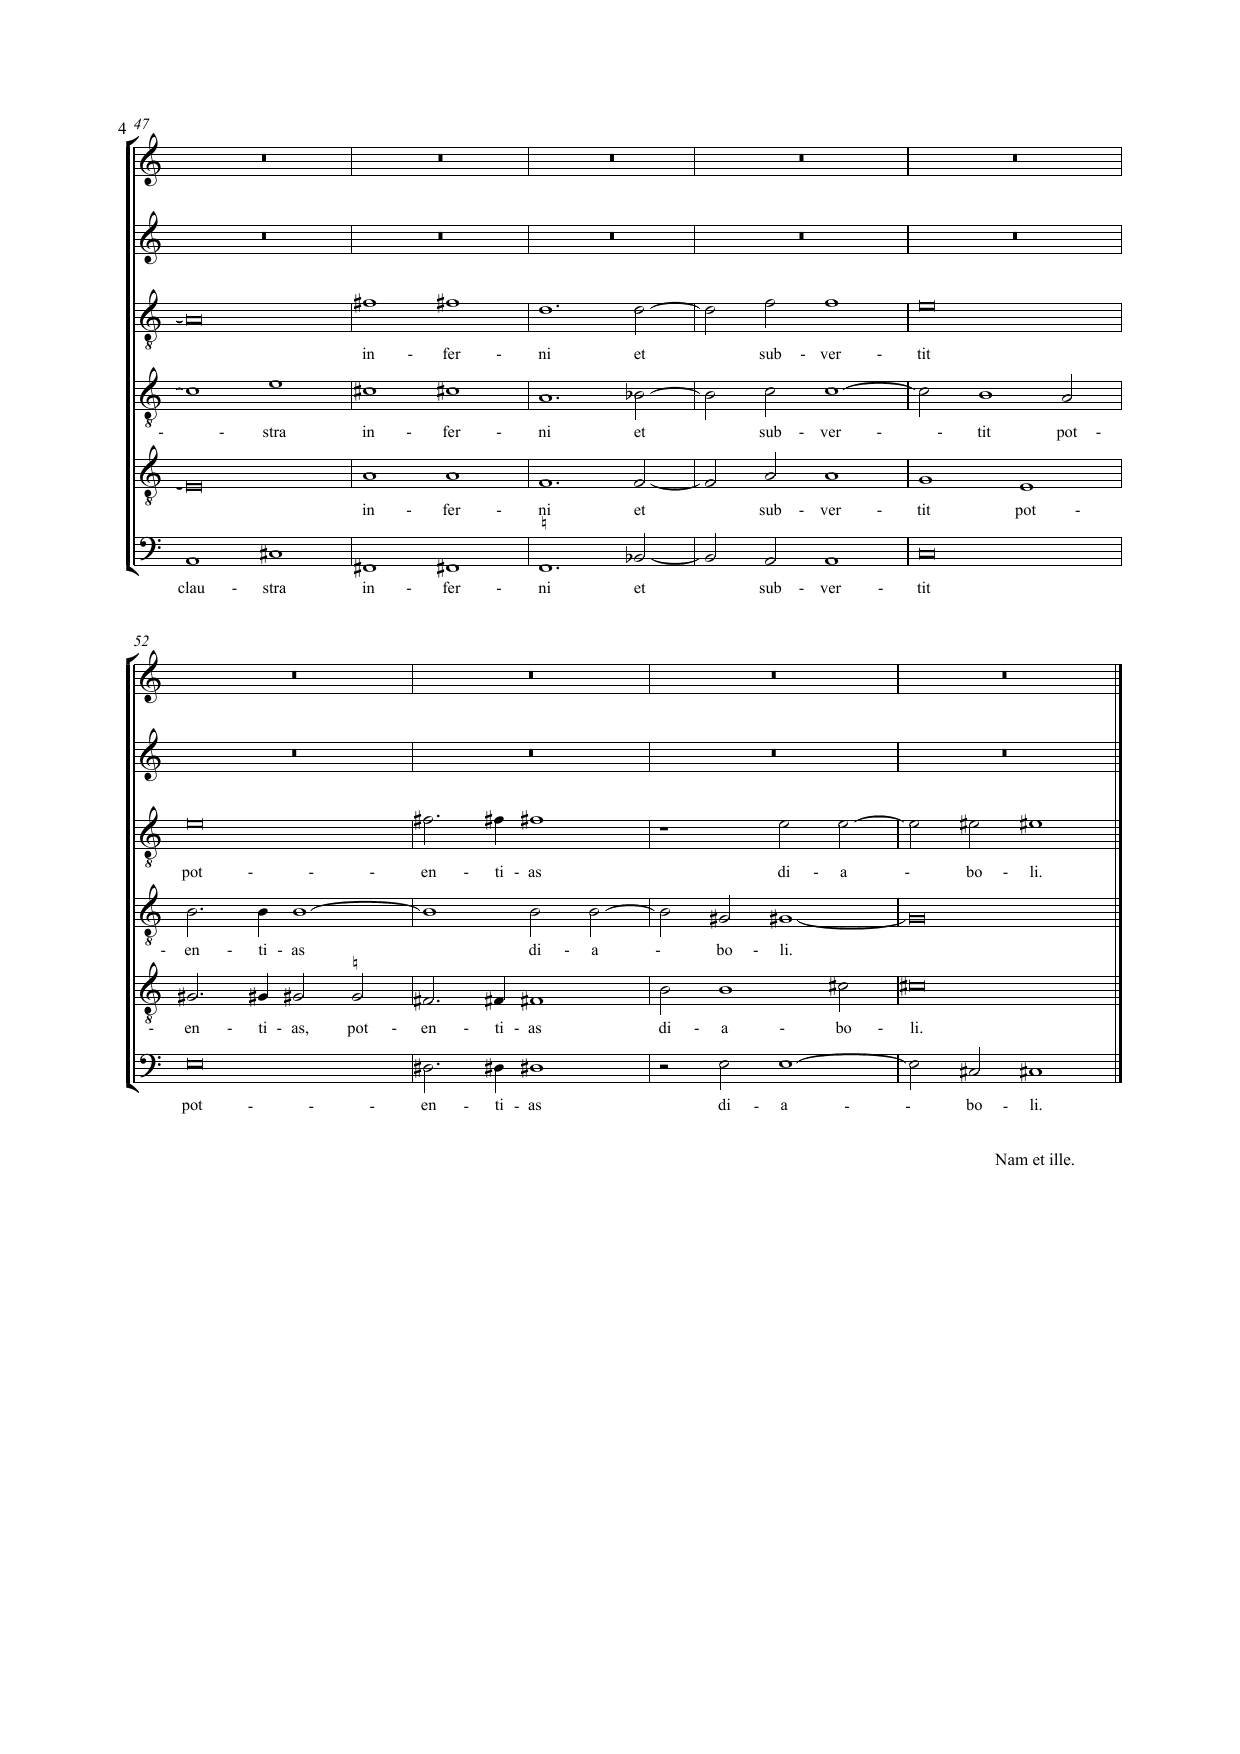 4 47
in - fer - ni et sub - ver - tit
- - stra in - fer - ni et sub - ver - - tit pot -
in - fer - ni et sub - ver - tit pot -
clau - stra in - fer - ni et sub - ver - tit
52
pot - - - en - ti - as di - a - bo - li.
- en - ti - as di - a - bo - li.
- en - ti - as, pot - en - ti - as di - a - bo - li.
pot - - - en - ti - as di - a - - bo - li.
Nam et ille.